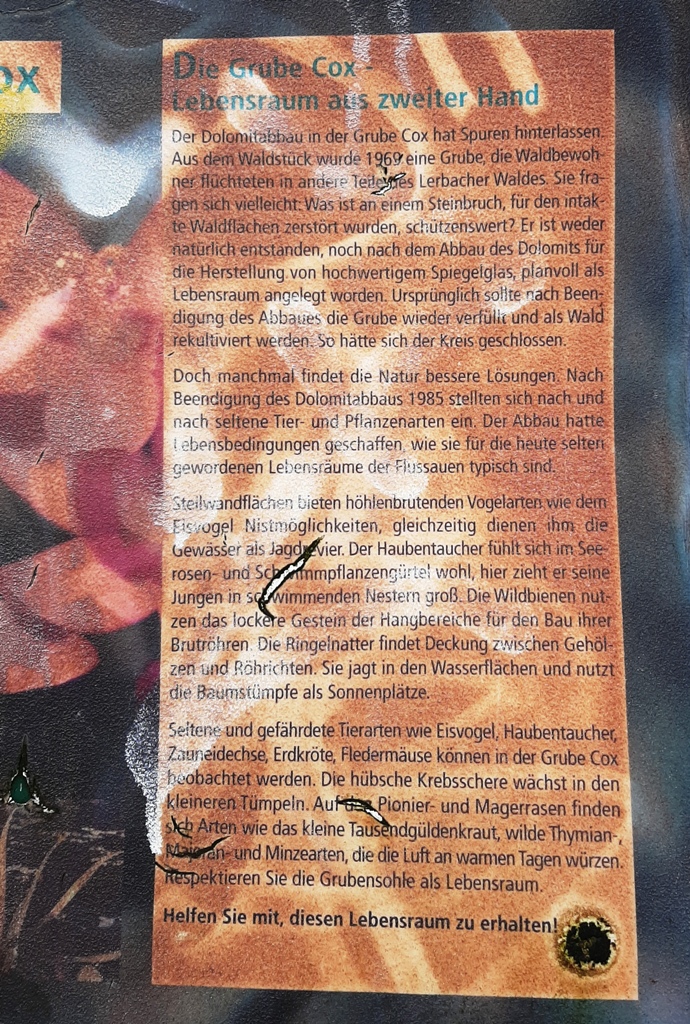 ox
Die Grube Cox -
Lebensraum aus zweiter Hand
Der Dolomitabbau in der Grube Cox hat Spuren hinterlassen.
Aus dem Waldstück wurde 1969 eine Grube, die Waldbewoh-
ner flüchteten in andere Teile des Lerbacher Waldes. Sie fra-
gen sich vielleicht: Was ist an einem Steinbruch, für den intak-
te Waldflächen zerstört wurden, schützenswert? Er ist weder
natürlich entstanden, noch nach dem Abbau des Dolomits für
die Herstellung von hochwertigem Spiegelglas, planvoll als
Lebensraum angelegt worden. Ursprünglich sollte nach Been-
digung des Abbaues die Grube wieder verfüllt und als Wald
rekultiviert werden. So hätte sich der Kreis geschlossen.
Doch manchmal findet die Natur bessere Lösungen. Nach
Beendigung des Dolomitabbaus 1985 stellten sich nach und
nach seltene Tier- und Pflanzenarten ein. Der Abbau hatte
Lebensbedingungen geschaffen, wie sie für die heute selten
gewordenen Lebensräume der Flussauen typisch sind.
Steilwandflächen bieten höhlenbrutenden Vogelarten wie dem
Eisvogel Nistmöglichkeiten, gleichzeitig dienen ihm die
Gewässer als Jagdrevier. Der Haubentaucher fühlt sich im See-
rosen- und Schwimmpflanzengürtel wohl, hier zieht er seine
Jungen in schwimmenden Nestern groß. Die Wildbienen nut-
zen das lockere Gestein der Hangbereiche für den Bau ihrer
Brutröhren. Die Ringelnatter findet Deckung zwischen Gehöl-
zen und Röhrichten. Sie jagt in den Wasserflächen und nutzt
die Baumstümpfe als Sonnenplätze.
Seltene und gefährdete Tierarten wie Eisvogel, Haubentaucher,
Zauneidechse, Erdkröte, Fledermäuse können in der Grube Cox
beobachtet werden. Die hübsche Krebsschere wächst in den
kleineren Tümpeln. Auf den Pionier- und Magerrasen finden
sich Arten wie das kleine Tausendgüldenkraut, wilde Thymian-,
Majoran- und Minzearten, die die Luft an warmen Tagen würzen.
Respektieren Sie die Grubensohle als Lebensraum.
Helfen Sie mit, diesen Lebensraum zu erhalten!